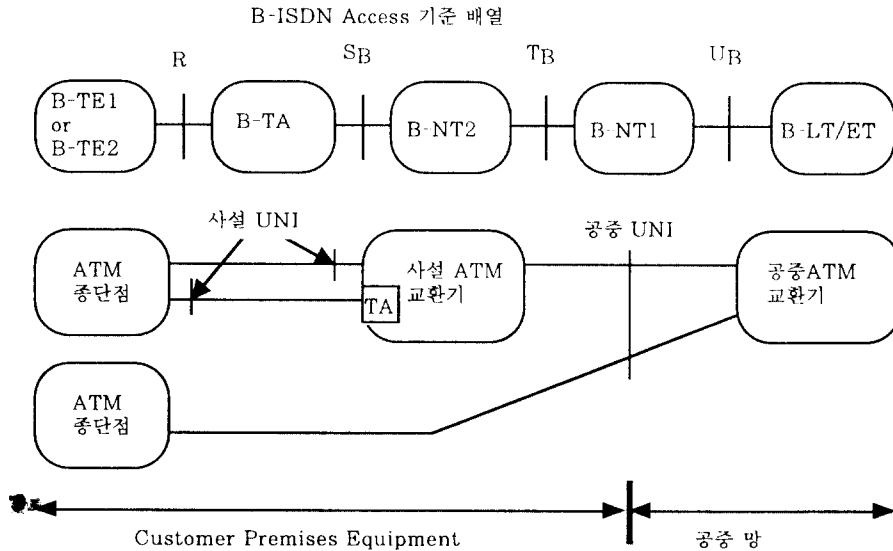 B-ISDN Access 기준 배열
R
SB
TB
UB
B-TE1
or
B-TE2
B-TA
B-NT2
B-NT1
B-LT/ET
사설 UNI
공중 UNI
ATM
종단점
사설 ATM
교환기
TA
공중ATM
교환기
ATM
종단점
Customer Premises Equipment
공중 망